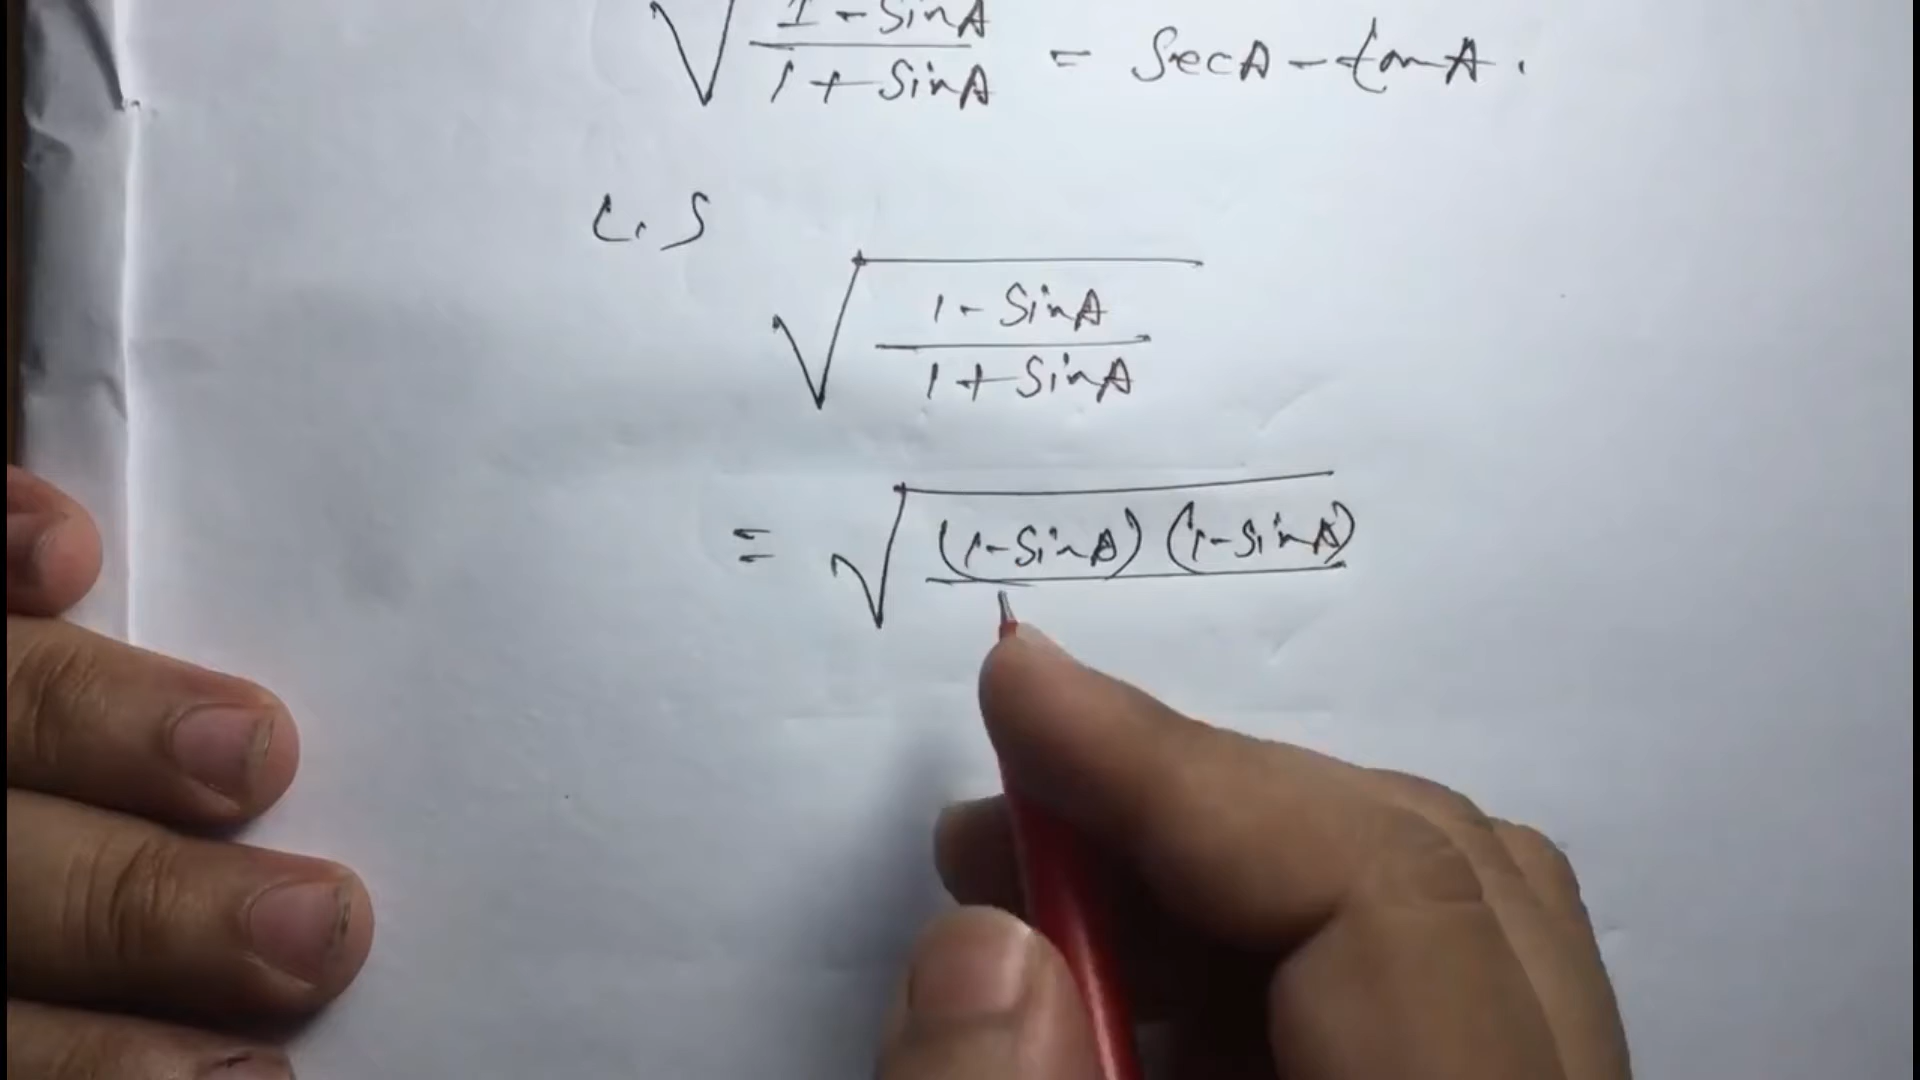 √(1 - SinA)/(1 + SinA) = SecA - tanA.
L.S
√(1 - SinA)/(1 + SinA)
= √(1 - SinA)(1 - SinA)